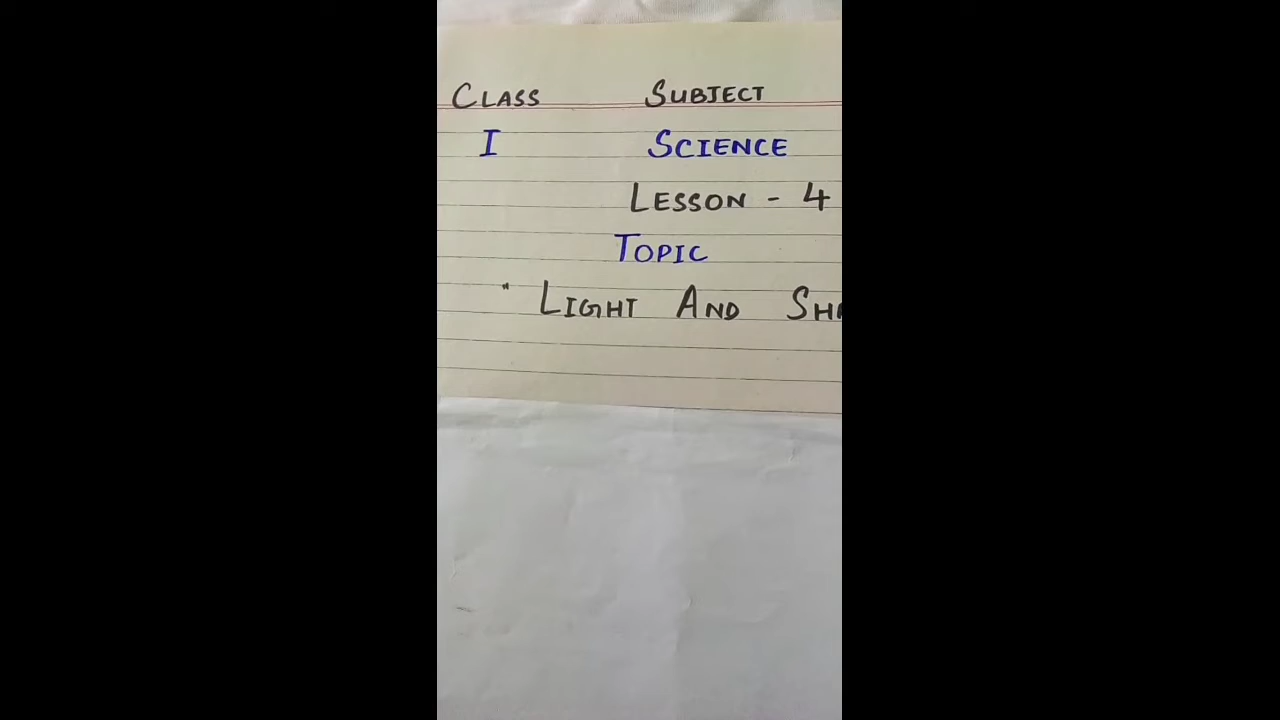 CLASS SUBJECT
I SCIENCE
LESSON - 4
TOPIC
" LIGHT AND